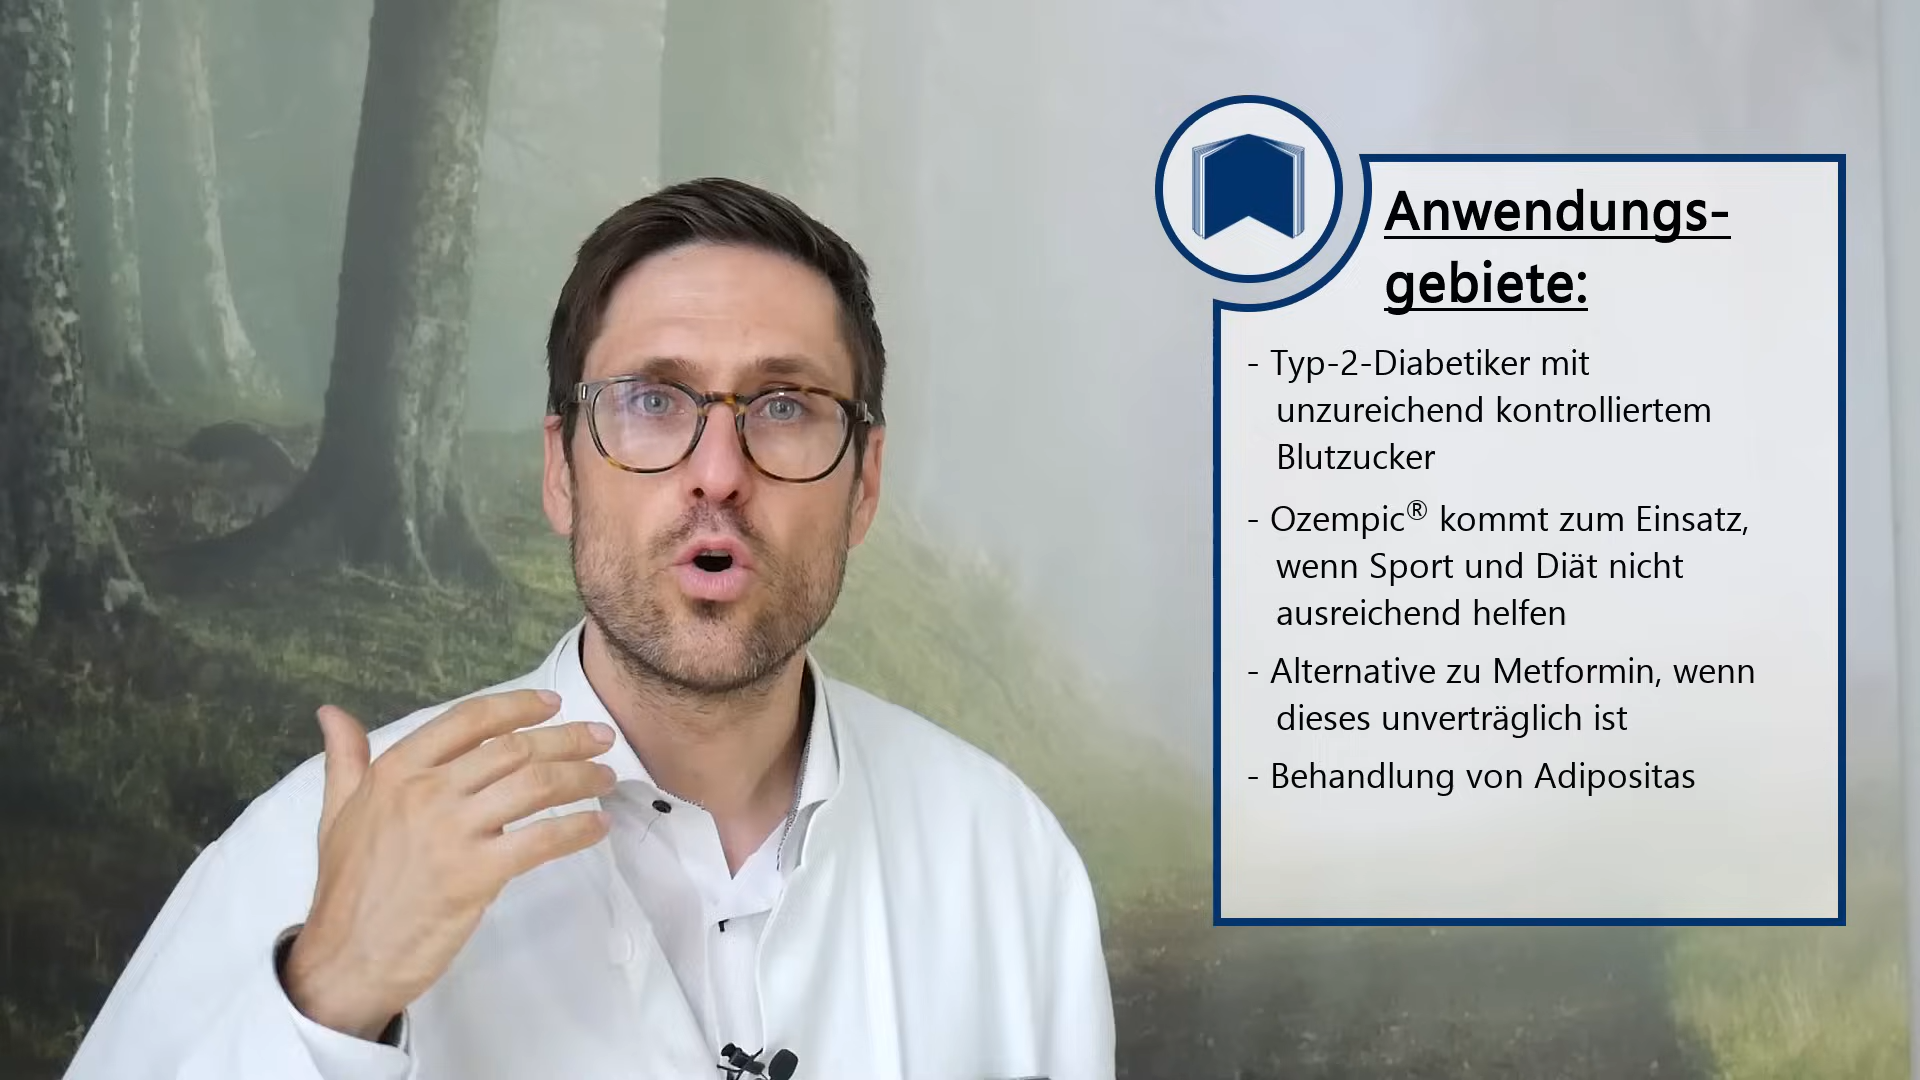 Anwendungs-
gebiete:
- Typ-2-Diabetiker mit
unzureichend kontrolliertem
Blutzucker
- Ozempic® kommt zum Einsatz,
wenn Sport und Diät nicht
ausreichend helfen
- Alternative zu Metformin, wenn
dieses unverträglich ist
- Behandlung von Adipositas